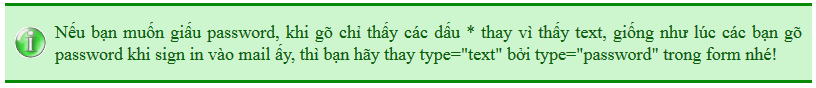 Nếu bạn muốn giấu password, khi gõ chỉ thấy các dấu * thay vì thấy text, giống như lúc các bạn gõ
password khi sign in vào mail ấy, thì bạn hãy thay type="text" bởi type="password" trong form nhé!